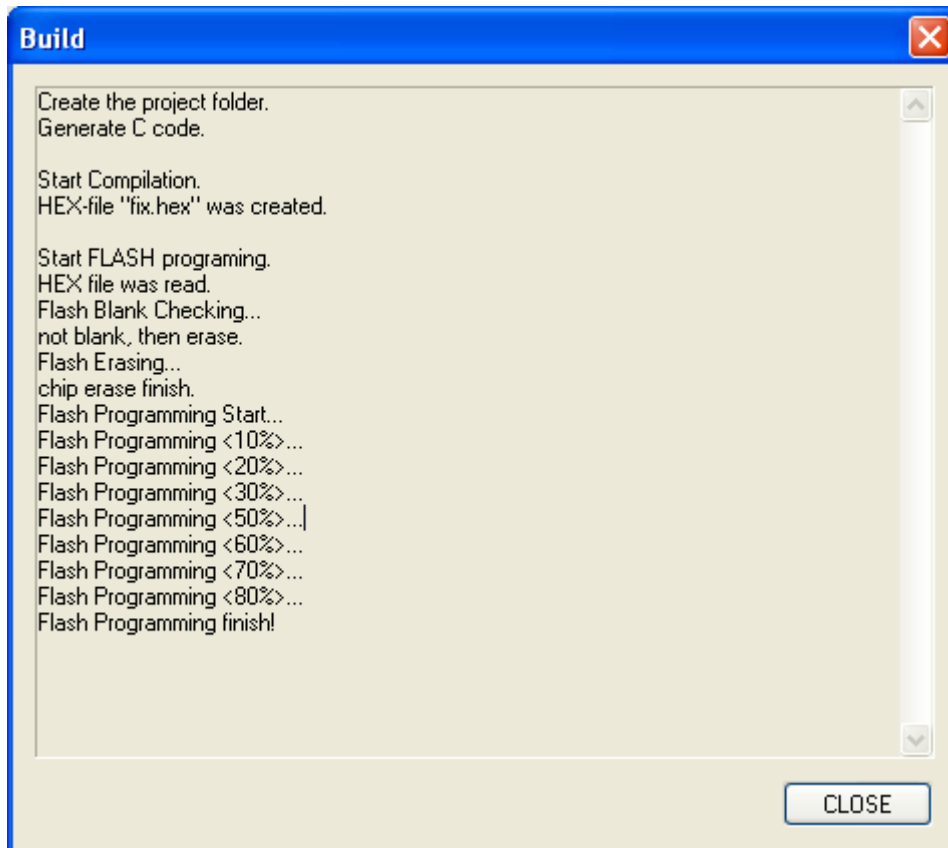 Build
Create the project folder.
Generate C code.
Start Compilation.
HEX-file "fix.hex" was created.
Start FLASH programing.
HEX file was read.
Flash Blank Checking...
not blank, then erase.
Flash Erasing...
chip erase finish.
Flash Programming Start...
Flash Programming <10%>...
Flash Programming <20%>...
Flash Programming <30%>...
Flash Programming <50%>...
Flash Programming <60%>...
Flash Programming <70%>...
Flash Programming <80%>...
Flash Programming finish!
CLOSE